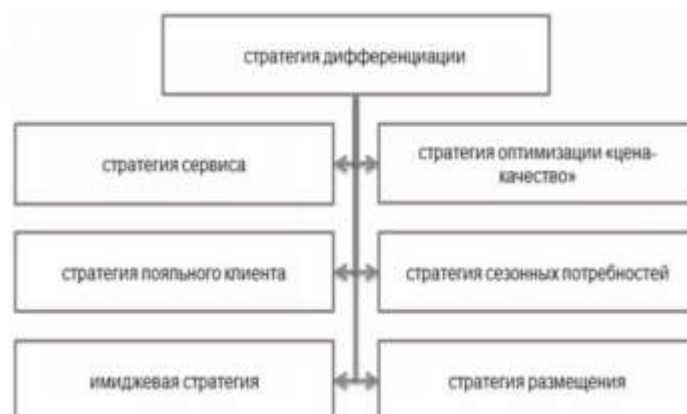 стратегия дифференциации
стратегия сервиса
стратегия оптимизации «цена-
качество»
стратегия лояльного клиента
стратегия сезонных потребностей
имиджевая стратегия
стратегия размещения